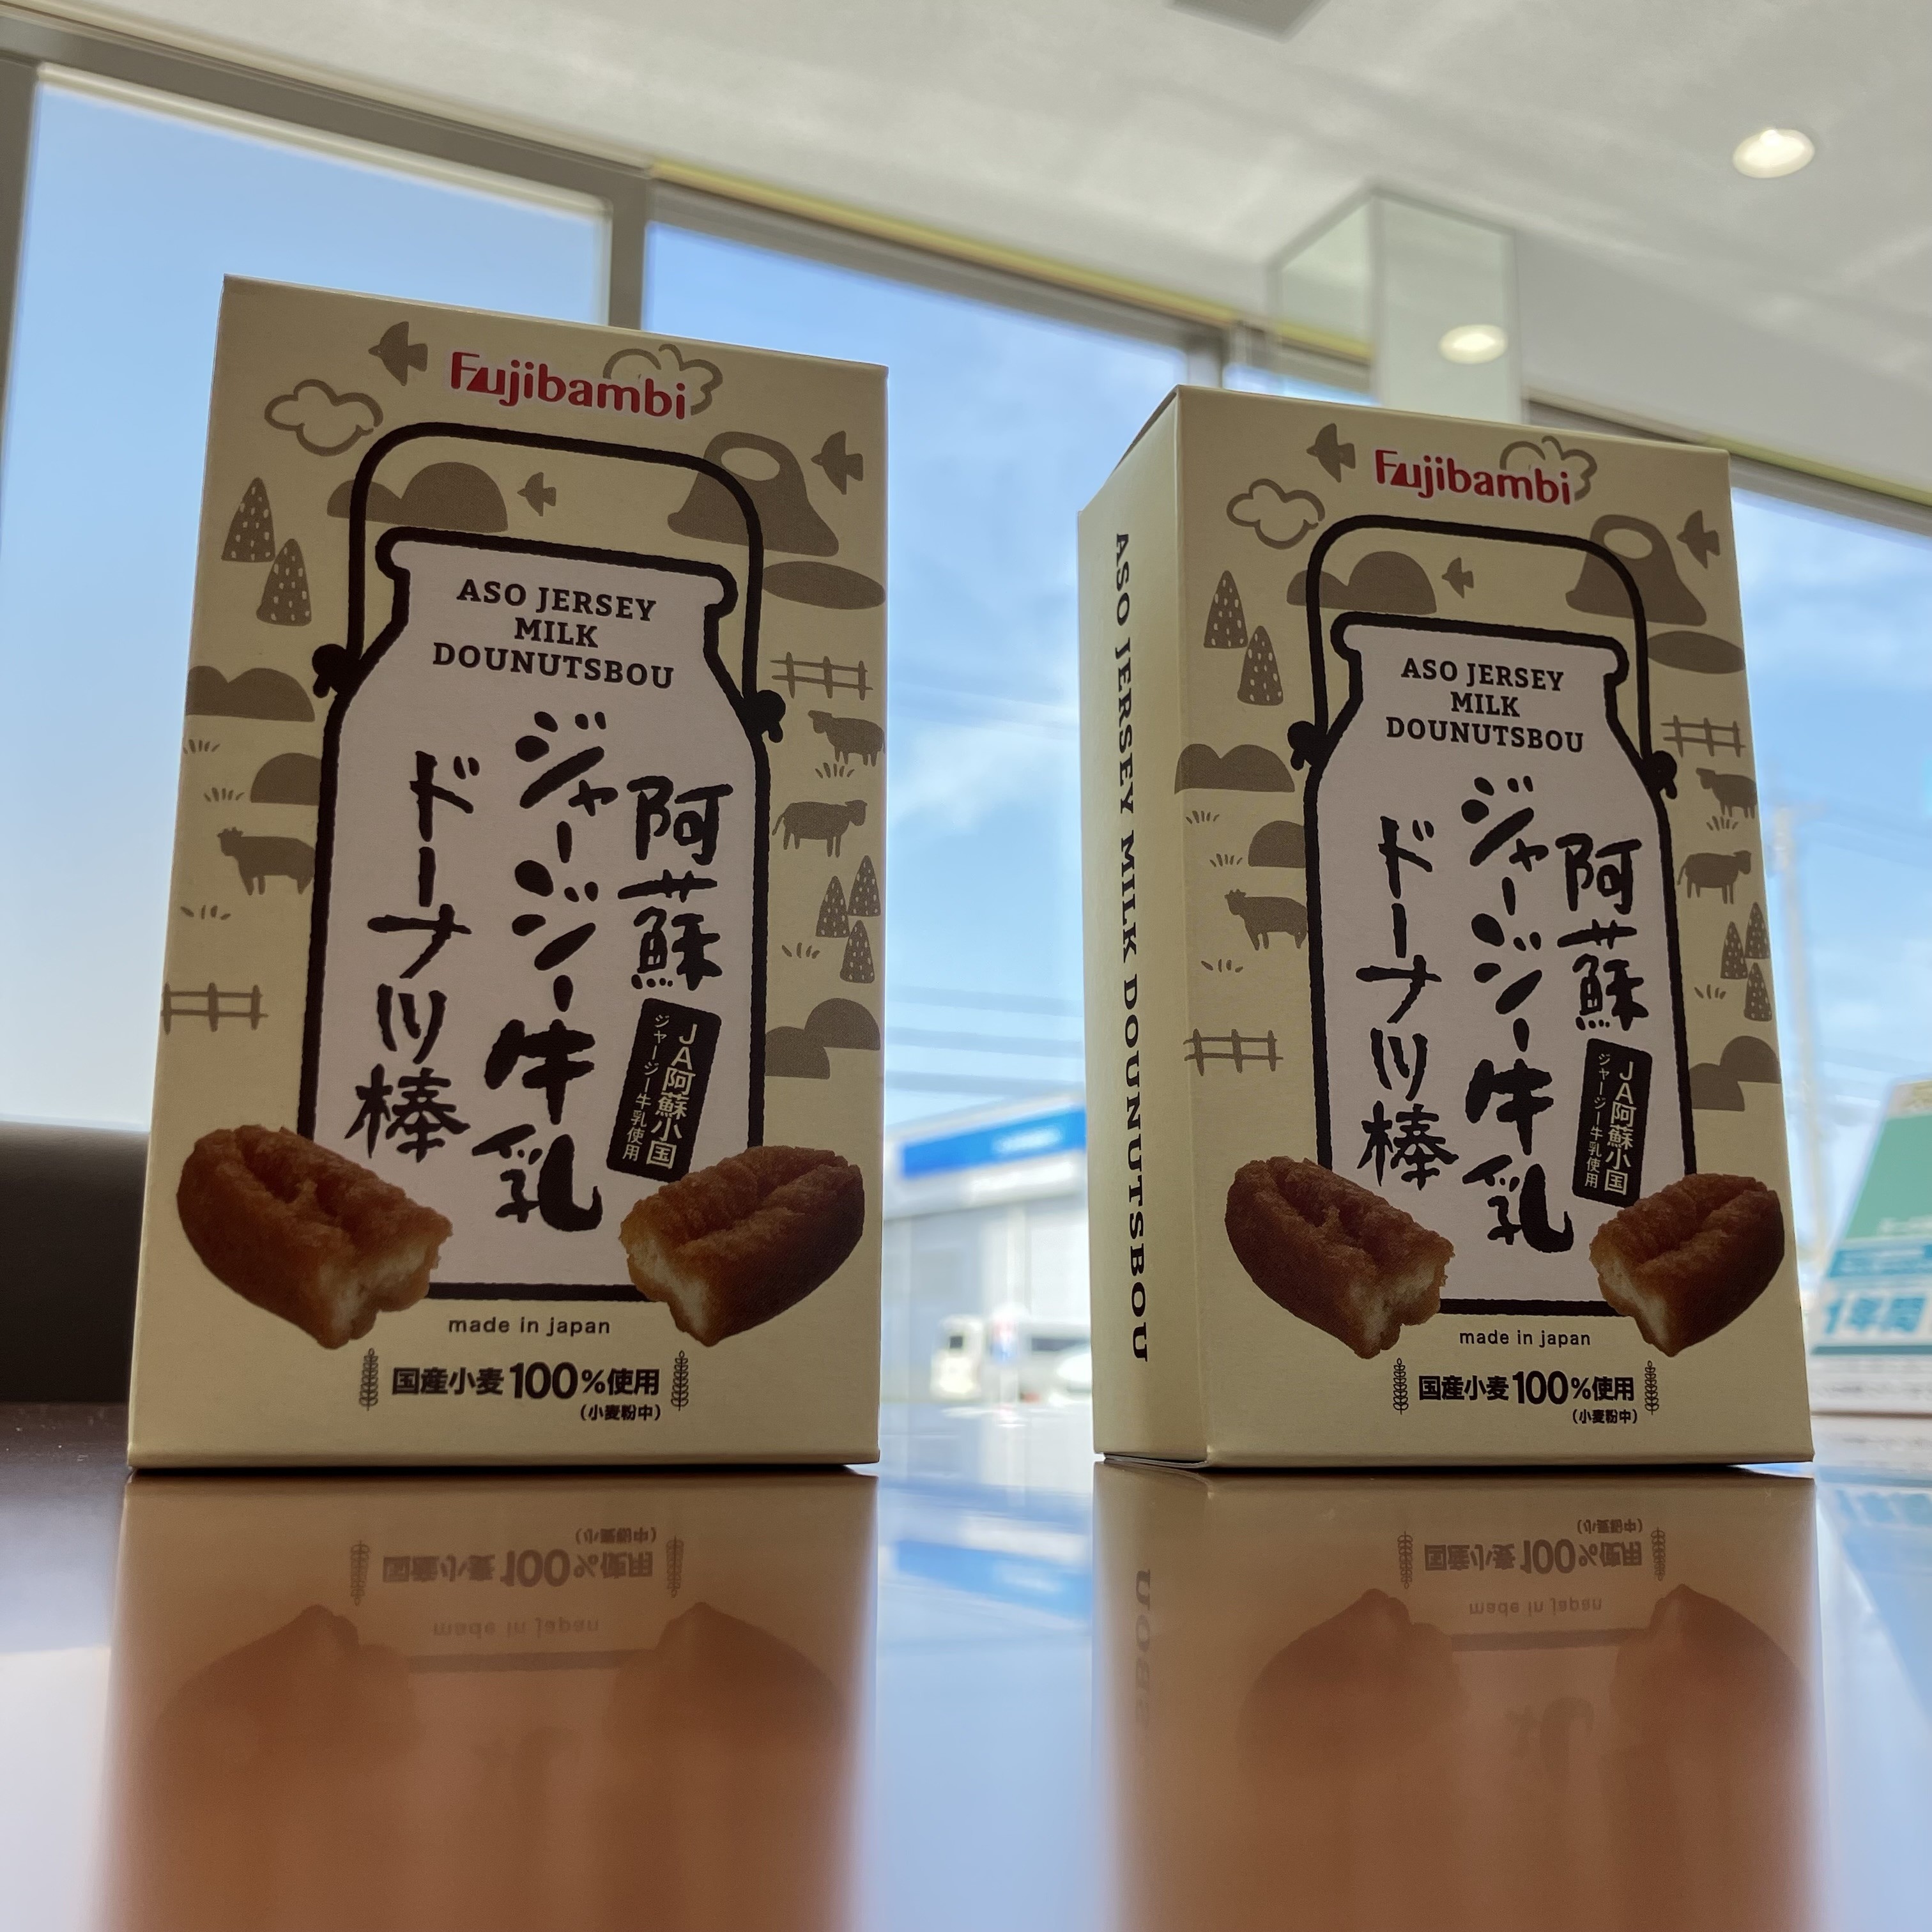 Fujibambi
ASO JERSEY
MILK
DOUNUTSBOU
阿蘇
ジャージー牛乳
ドーナツ棒
JA阿蘇小国
ジャージー牛乳使用
made in japan
国産小麦100%使用
(小麦粉中)
ASO JERSEY MILK DOUNUTSBOU
Fujibambi
ASO JERSEY
MILK
DOUNUTSBOU
阿蘇
ジャージー牛乳
ドーナツ棒
JA阿蘇小国
ジャージー牛乳使用
made in japan
国産小麦100%使用
(小麦粉中)
1年間